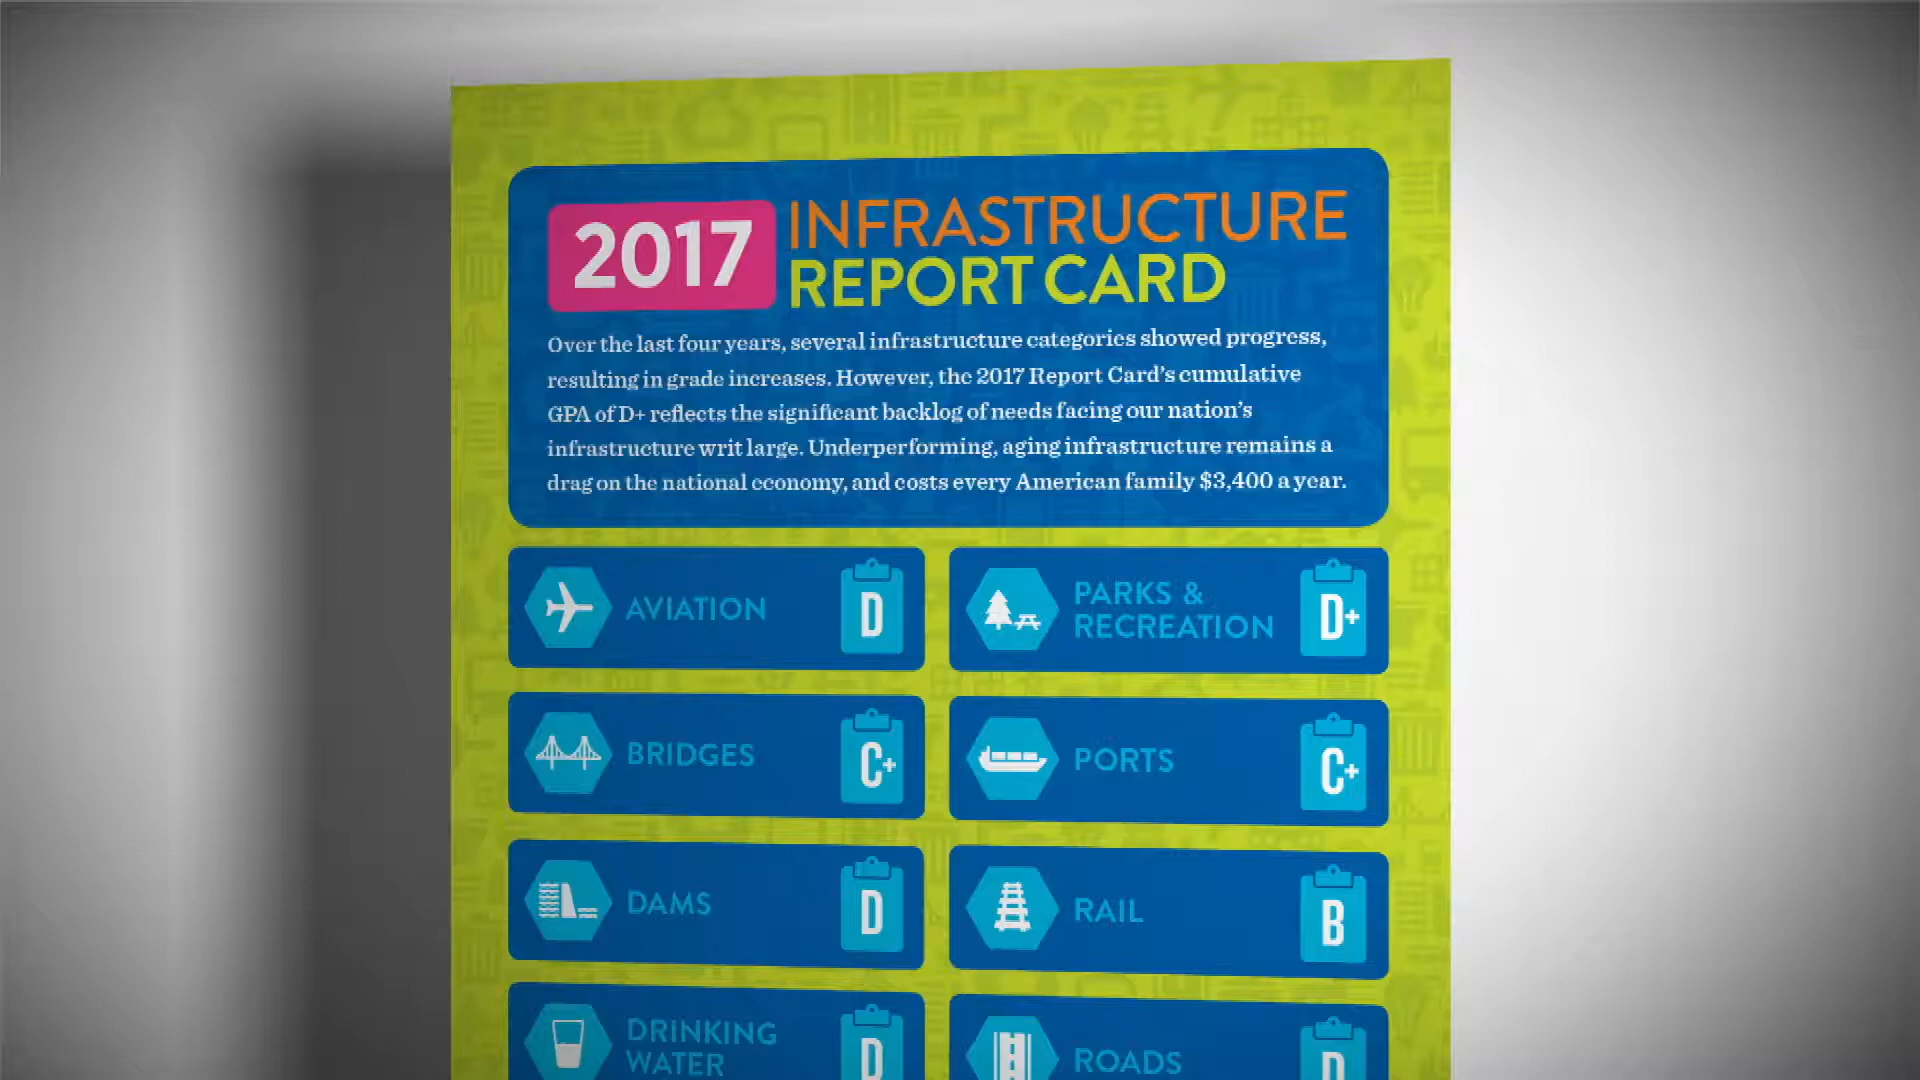 2017 INFRASTRUCTURE
REPORT CARD
Over the last four years, several infrastructure categories showed progress,
resulting in grade increases. However, the 2017 Report Card's cumulative
GPA of D+ reflects the significant backlog of needs facing our nation's
infrastructure writ large. Underperforming, aging infrastructure remains a
drag on the national economy, and costs every American family $3,400 a year.
AVIATION
D
PARKS &
RECREATION
D+
BRIDGES
C+
PORTS
C+
DAMS
D
RAIL
B
DRINKING
WATER
D
ROADS
D